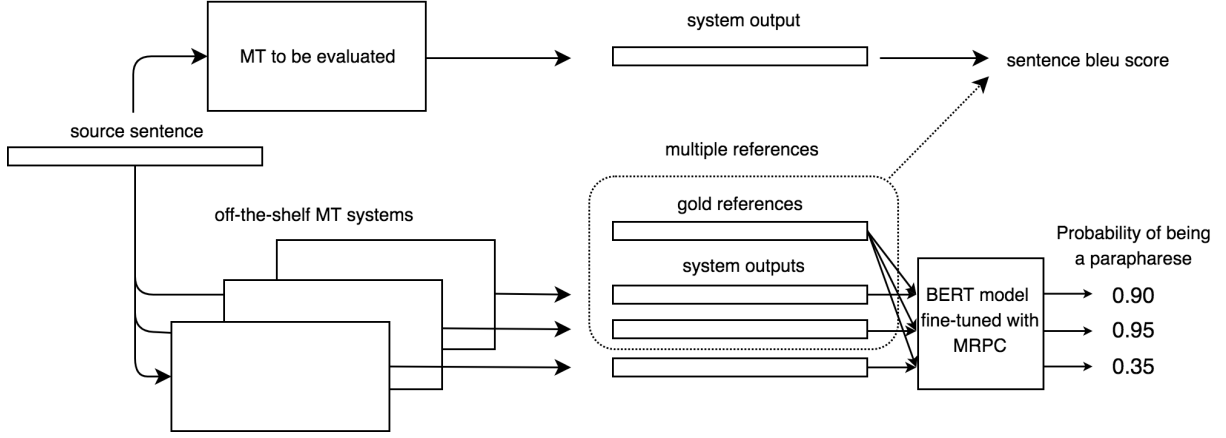 system output
MT to be evaluated
sentence bleu score
source sentence
multiple references
off-the-shelf MT systems
gold references
Probability of being
a parapharese
system outputs
BERT model
fine-tuned with
MRPC
0.90
0.95
0.35